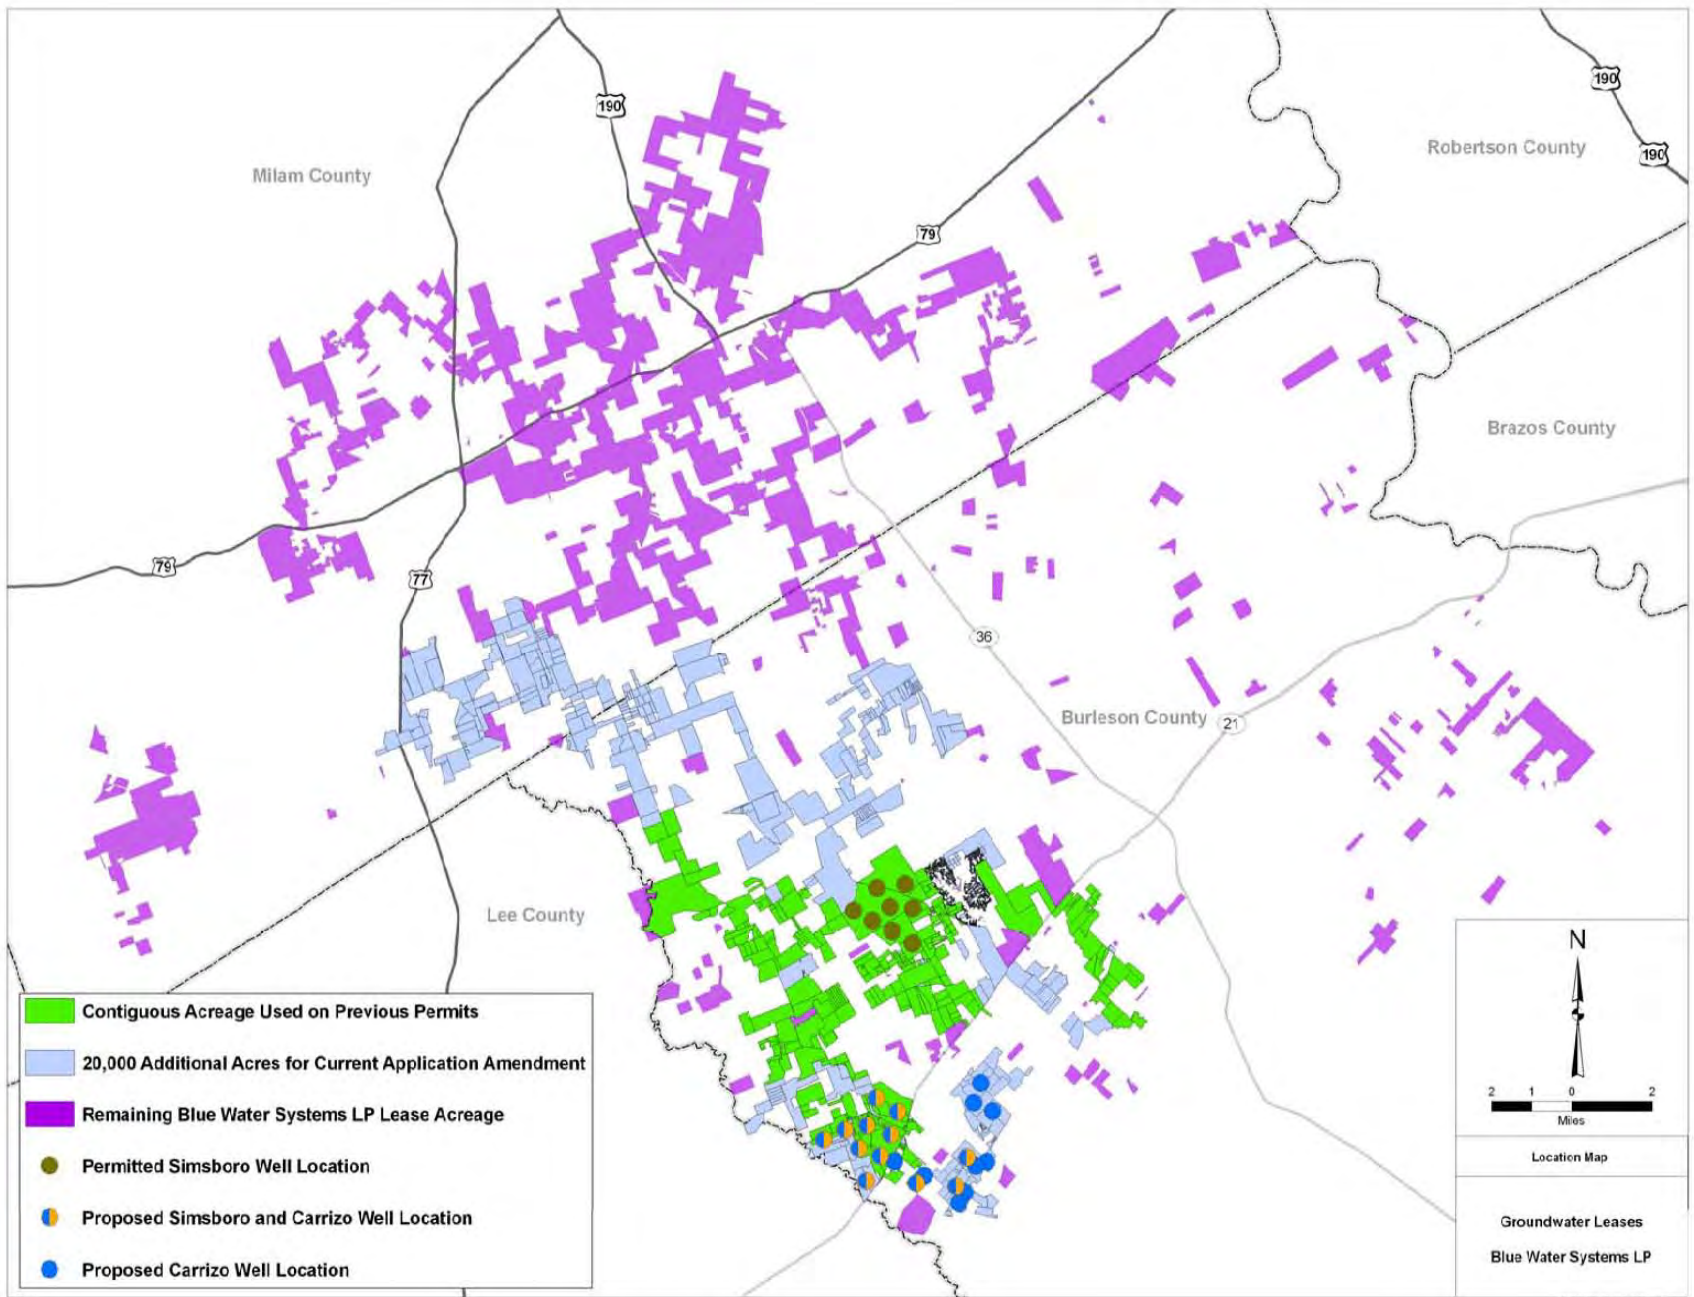 190
190
Robertson County
190
Milam County
79
Brazos County
79
77
36
Burleson County
21
Lee County
Contiguous Acreage Used on Previous Permits
20,000 Additional Acres for Current Application Amendment
Remaining Blue Water Systems LP Lease Acreage
Permitted Simsboro Well Location
Proposed Simsboro and Carrizo Well Location
Proposed Carrizo Well Location
N
2 1 0 2
Miles
Location Map
Groundwater Leases
Blue Water Systems LP